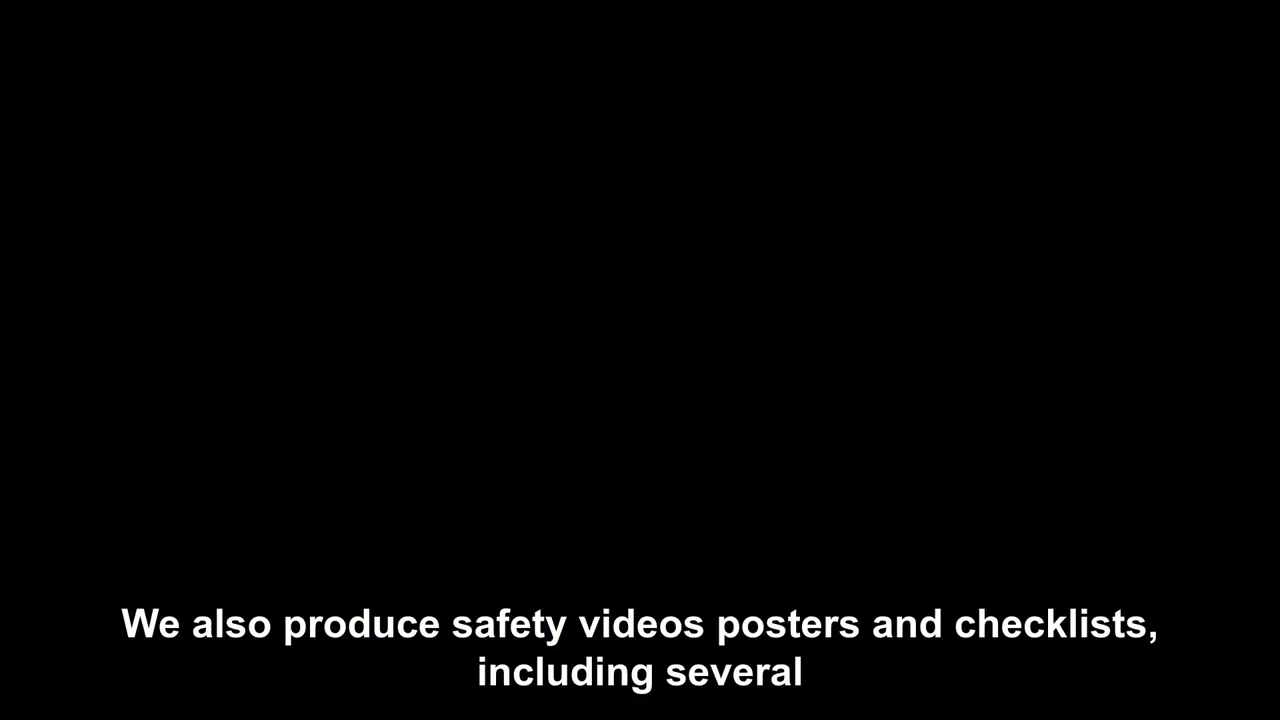 We also produce safety videos posters and checklists,
including several